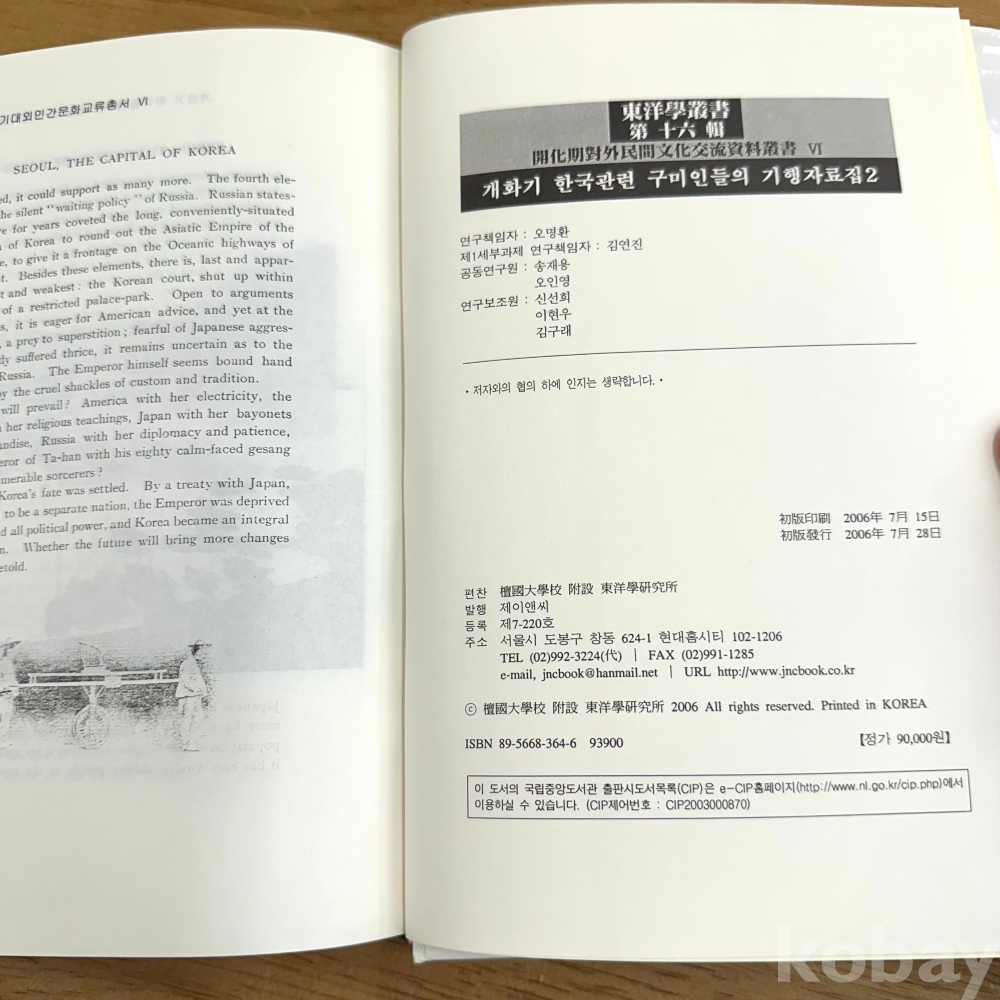 기대외민간문화교류총서 Ⅵ
SEOUL, THE CAPITAL OF KOREA
ed, it could support as many more. The fourth ele-
he silent "waiting policy" of Russia. Russian states-
e for years coveted the long, conveniently-situated
of Korea to round out the Asiatic Empire of the
e, to give it a frontage on the Oceanic highways of
t. Besides these elements, there is, last and appar-
t and weakest: the Korean court, shut up within
of a restricted palace-park. Open to arguments
s, it is eager for American advice, and yet at the
, a prey to superstition; fearful of Japanese aggres-
dy suffered thrice, it remains uncertain as to the
Russia. The Emperor himself seems bound hand
by the cruel shackles of custom and tradition.
will prevail? America with her electricity, the
her religious teachings, Japan with her bayonets
andise, Russia with her diplomacy and patience,
eror of Ta-han with his eighty calm-faced gesang
merable sorcerers?
Korea's fate was settled. By a treaty with Japan,
to be a separate nation, the Emperor was deprived
d all political power, and Korea became an integral
n. Whether the future will bring more changes
etold.
東洋學叢書
第 十六 輯
開化期對外民間文化交流資料叢書 Ⅵ
개화기 한국관련 구미인들의 기행자료집2
연구책임자 : 오명환
제1세부과제 연구책임자 : 김연진
공동연구원 : 송재용
오인영
연구보조원 : 신선희
이현우
김구래
• 저자와의 협의 하에 인지는 생략합니다. •
初版印刷 2006年 7月 15日
初版發行 2006年 7月 28日
편찬 檀國大學校 附設 東洋學硏究所
발행 제이앤씨
등록 제7-220호
주소 서울시 도봉구 창동 624-1 현대홈시티 102-1206
TEL (02)992-3224(代) | FAX (02)991-1285
e-mail, jncbook@hanmail.net | URL http://www.jncbook.co.kr
ⓒ 檀國大學校 附設 東洋學硏究所 2006 All rights reserved. Printed in KOREA
ISBN 89-5668-364-6 93900 【정가 90,000원】
이 도서의 국립중앙도서관 출판시도서목록(CIP)은 e-CIP홈페이지(http://www.nl.go.kr/cip.php)에서
이용하실 수 있습니다. (CIP제어번호 : CIP2003000870)
kobay